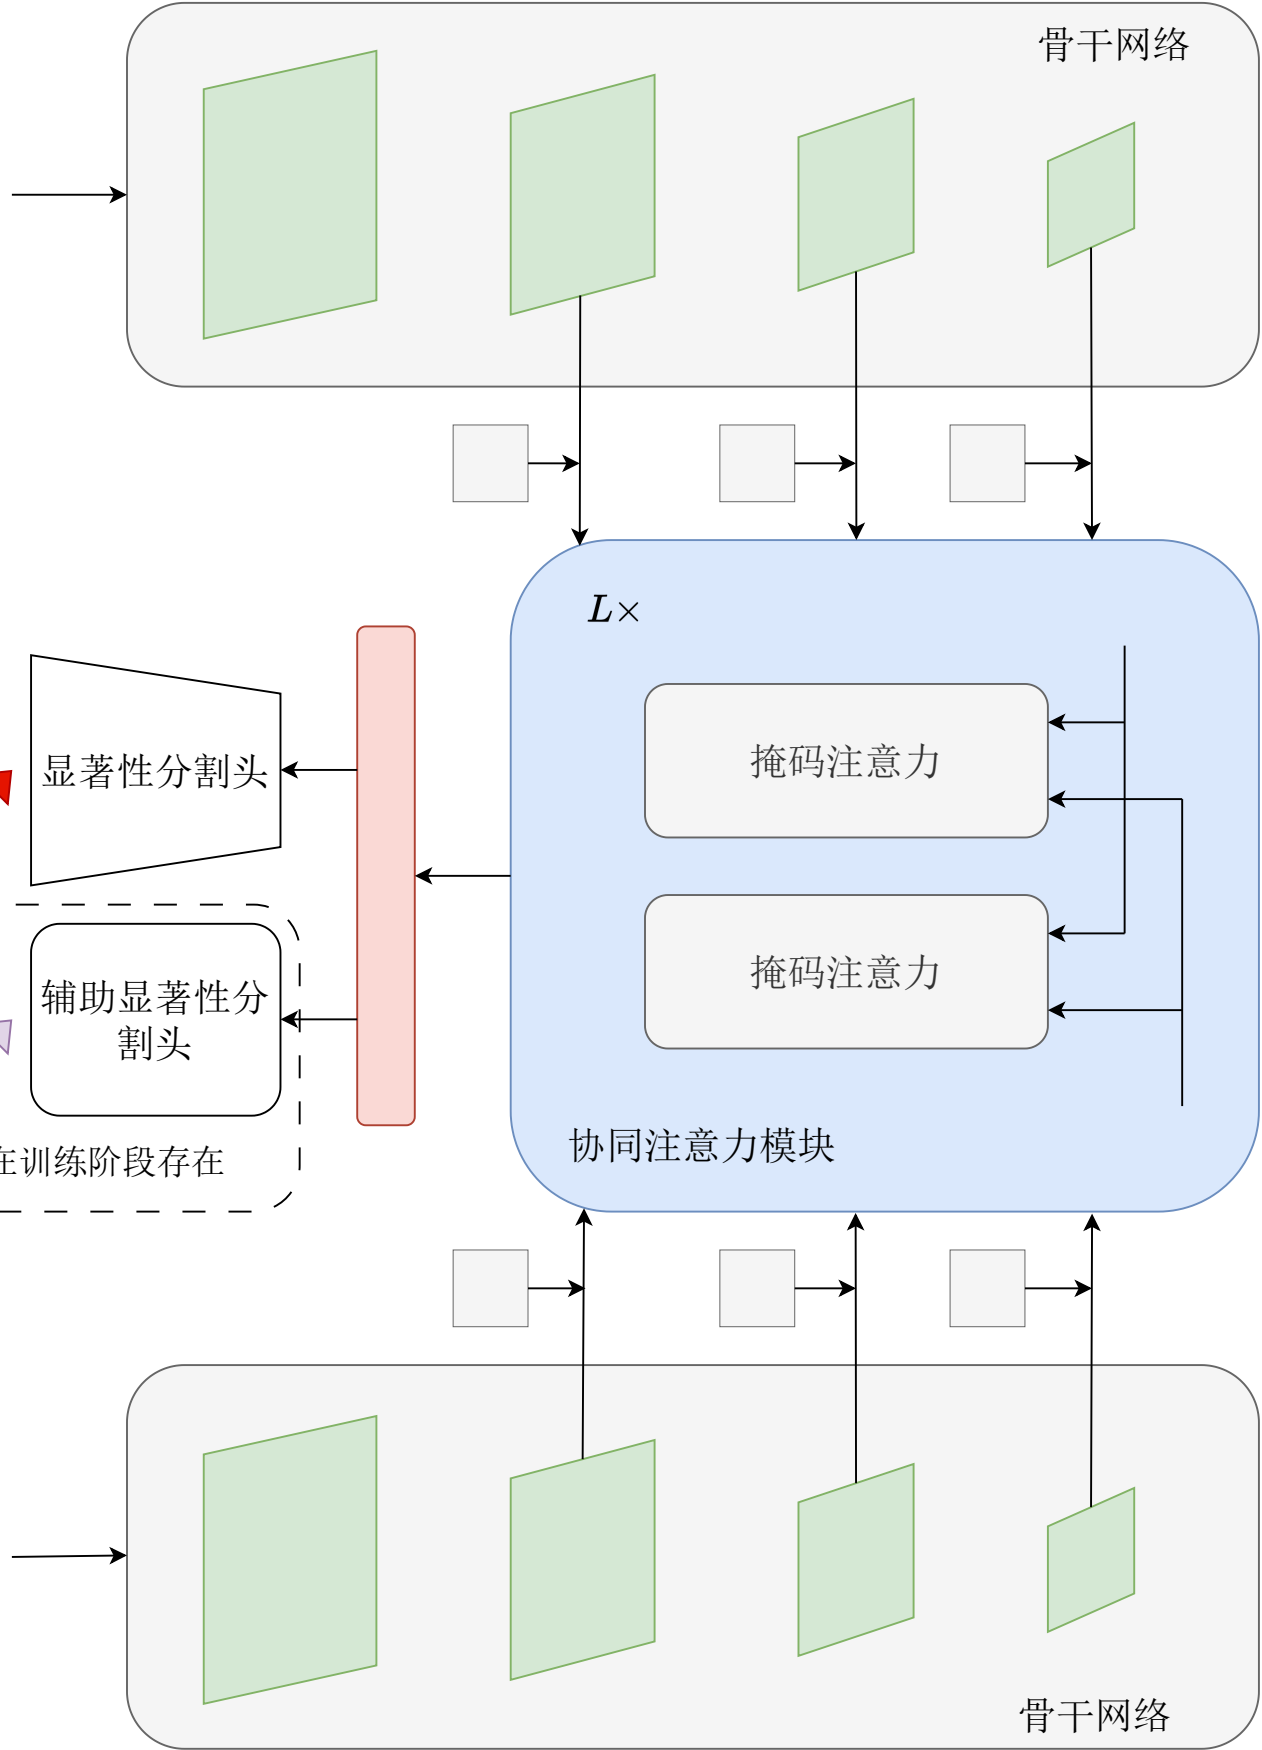 骨干网络
L×
掩码注意力
显著性分割头
掩码注意力
辅助显著性分
割头
协同注意力模块
在训练阶段存在
骨干网络